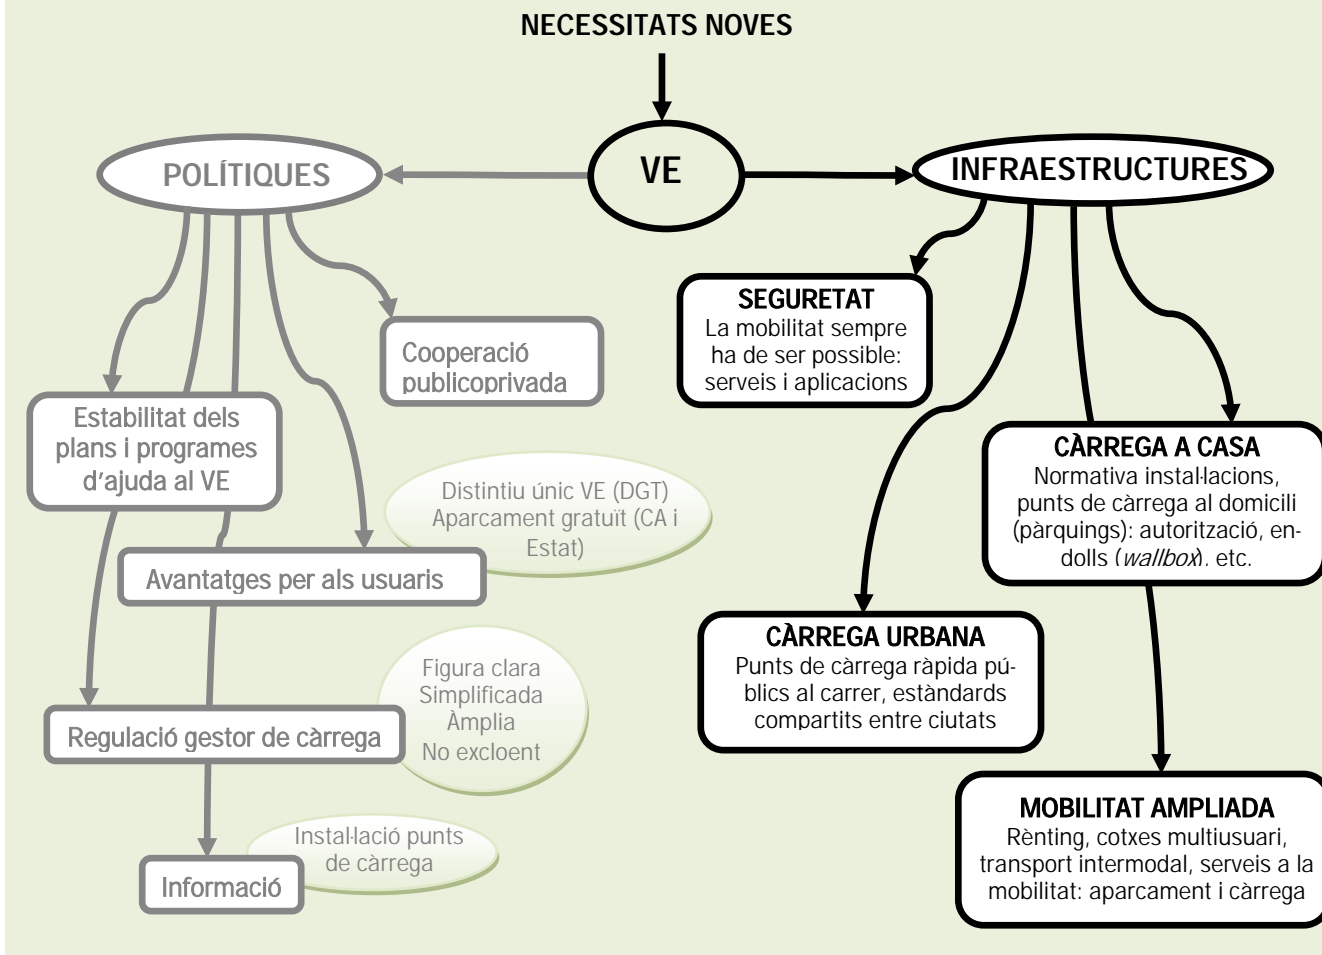 NECESSITATS NOVES
VE
POLÍTIQUES
INFRAESTRUCTURES
Cooperació
publicoprivada
Estabilitat dels
plans i programes
d'ajuda al VE
Distintiu únic VE (DGT)
Aparcament gratuït (CA i
Estat)
Avantatges per als usuaris
Figura clara
Simplificada
Àmplia
No excloent
Regulació gestor de càrrega
Instal·lació punts
de càrrega
Informació
SEGURETAT
La mobilitat sempre
ha de ser possible:
serveis i aplicacions
CÀRREGA A CASA
Normativa instal·lacions,
punts de càrrega al domicili
(pàrquings): autorització, en-
dolls (wallbox), etc.
CÀRREGA URBANA
Punts de càrrega ràpida pú-
blics al carrer, estàndards
compartits entre ciutats
MOBILITAT AMPLIADA
Rènting, cotxes multiusuari,
transport intermodal, serveis a la
mobilitat: aparcament i càrrega